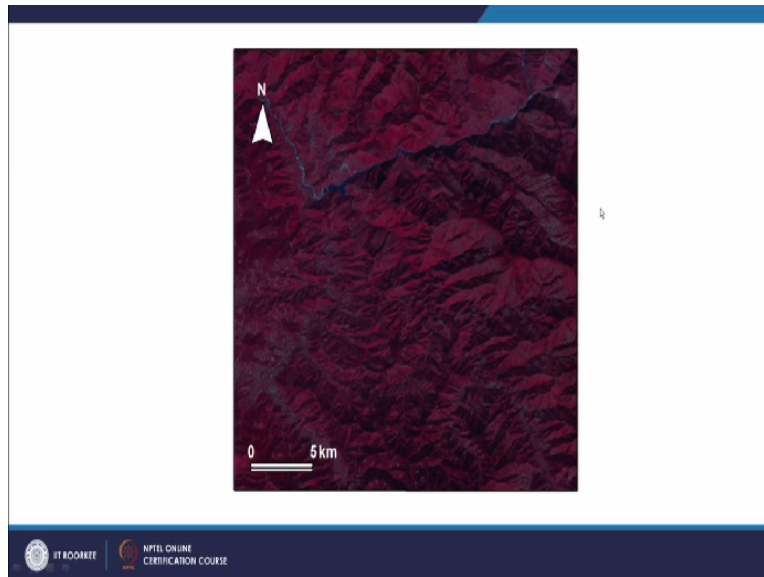 N
0 5 km
IIT ROORKEE
NPTEL ONLINE
CERTIFICATION COURSE